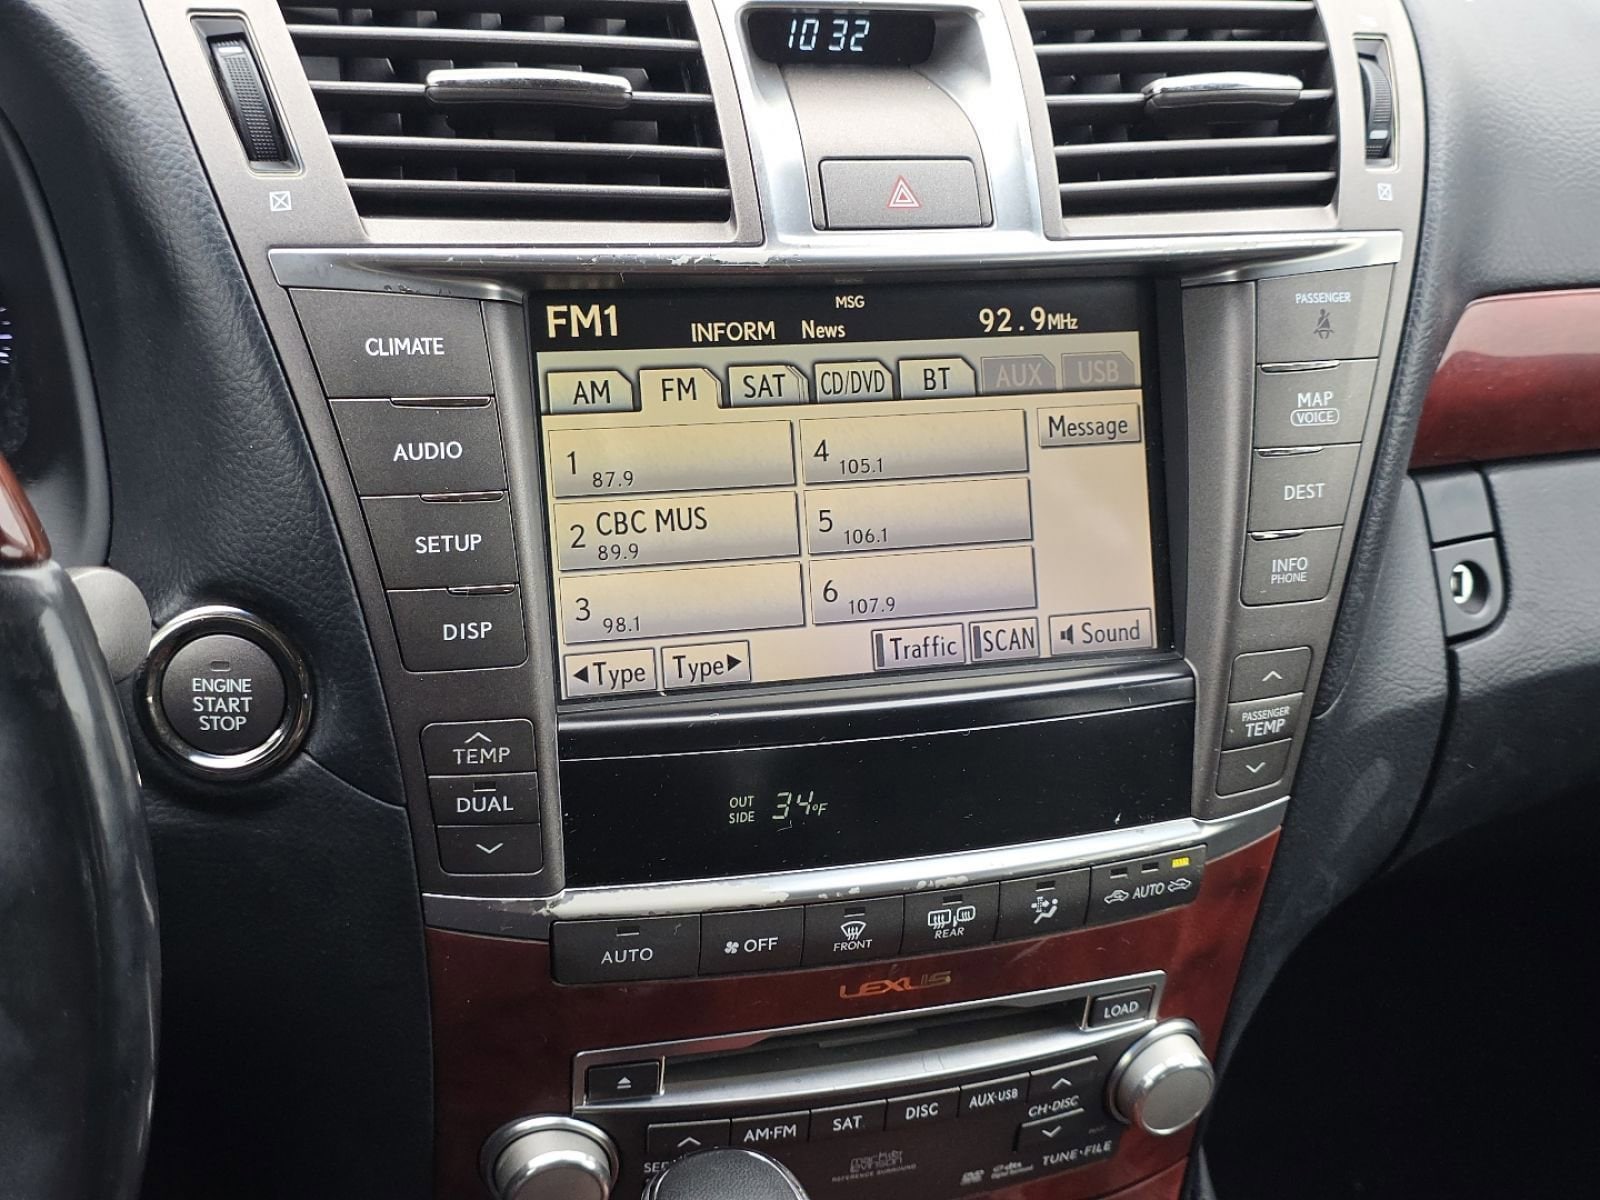 10 32
FM1
MSG
INFORM News
92.9MHz
AM
FM
SAT
CD/DVD
BT
AUX
USB
1 87.9
2 CBC MUS 89.9
3 98.1
4 105.1
5 106.1
6 107.9
Message
◀Type
Type▶
Traffic
SCAN
Sound
CLIMATE
AUDIO
SETUP
DISP
PASSENGER
MAP
VOICE
DEST
INFO
PHONE
ENGINE
START
STOP
TEMP
DUAL
PASSENGER
TEMP
OUT
SIDE
34°F
AUTO
OFF
FRONT
REAR
AUTO
LEXUS
LOAD
AM·FM
SAT
DISC
AUX·USB
CH·DISC
TUNE·FILE
Mark Levinson
REFERENCE SURROUND